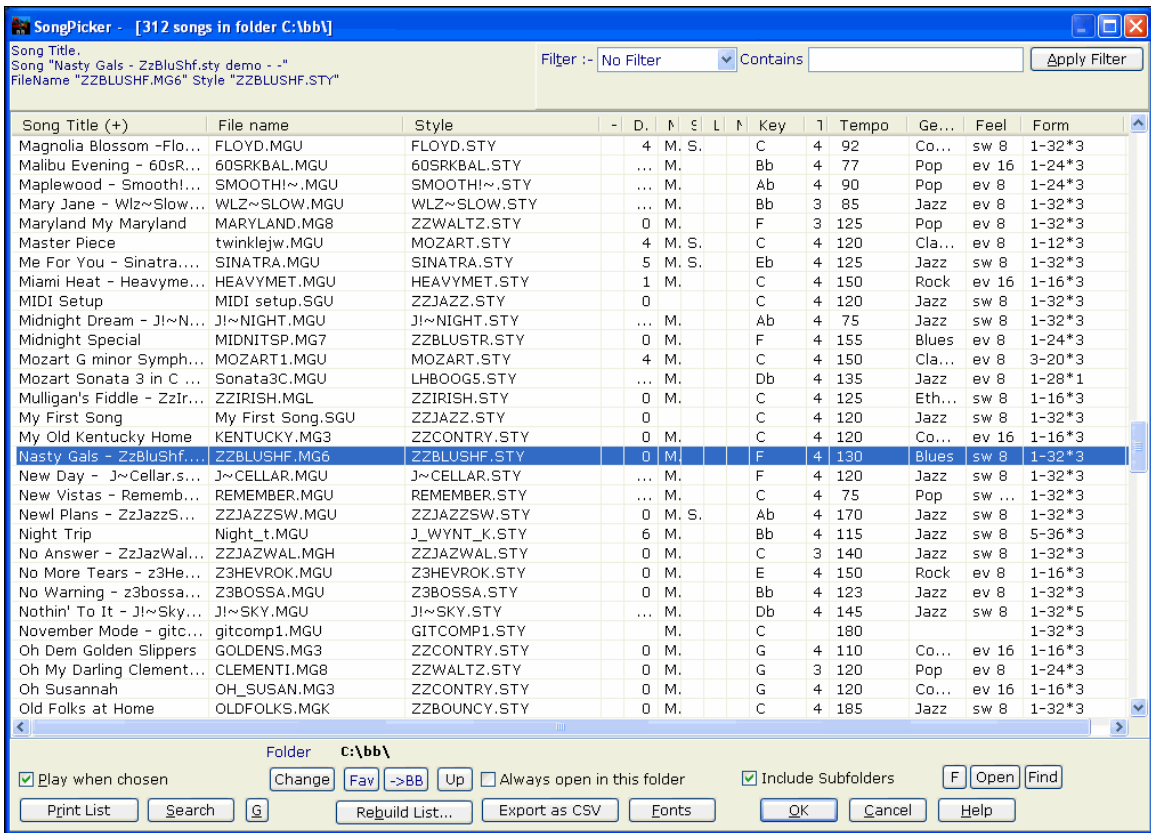 SongPicker - [312 songs in folder C:\bb\]
Song Title.
Song "Nasty Gals - ZzBluShf.sty demo - -"
FileName "ZZBLUSHF.MG6" Style "ZZBLUSHF.STY"
Filter :- No Filter Contains Apply Filter
Song Title (+) File name Style - D. M S L N Key T Tempo Ge... Feel Form
Magnolia Blossom -Flo... FLOYD.MGU FLOYD.STY 4 M. S. C 4 92 Co... sw 8 1-32*3
Malibu Evening - 60sR... 60SRKBAL.MGU 60SRKBAL.STY ... M. Bb 4 77 Pop ev 16 1-24*3
Maplewood - Smooth!... SMOOTH!~.MGU SMOOTH!~.STY ... M. Ab 4 90 Pop ev 8 1-24*3
Mary Jane - Wlz~Slow... WLZ~SLOW.MGU WLZ~SLOW.STY ... M. Bb 3 85 Jazz ev 8 1-32*3
Maryland My Maryland MARYLAND.MG8 ZZWALTZ.STY 0 M. F 3 125 Pop ev 8 1-32*3
Master Piece twinklejw.MGU MOZART.STY 4 M. S. C 4 120 Cla... ev 8 1-12*3
Me For You - Sinatra.... SINATRA.MGU SINATRA.STY 5 M. S. Eb 4 125 Jazz sw 8 1-32*3
Miami Heat - Heavyme... HEAVYMET.MGU HEAVYMET.STY 1 M. C 4 150 Rock ev 16 1-16*3
MIDI Setup MIDI setup.SGU ZZJAZZ.STY 0 C 4 120 Jazz sw 8 1-32*3
Midnight Dream - J!~N... J!~NIGHT.MGU J!~NIGHT.STY ... M. Ab 4 75 Jazz sw 8 1-32*3
Midnight Special MIDNITSP.MG7 ZZBLUSTR.STY 0 M. F 4 155 Blues ev 8 1-24*3
Mozart G minor Symph... MOZART1.MGU MOZART.STY 4 M. C 4 150 Cla... ev 8 3-20*3
Mozart Sonata 3 in C ... Sonata3C.MGU LHBOOG5.STY ... M. Db 4 135 Jazz ev 8 1-28*1
Mulligan's Fiddle - ZzIr... ZZIRISH.MGL ZZIRISH.STY 0 M. C 4 125 Eth... sw 8 1-16*3
My First Song My First Song.SGU ZZJAZZ.STY 0 C 4 120 Jazz sw 8 1-32*3
My Old Kentucky Home KENTUCKY.MG3 ZZCONTRY.STY 0 M. C 4 120 Co... ev 16 1-16*3
Nasty Gals - ZzBluShf.... ZZBLUSHF.MG6 ZZBLUSHF.STY 0 M. F 4 130 Blues sw 8 1-32*3
New Day - J~Cellar.s... J~CELLAR.MGU J~CELLAR.STY ... M. F 4 120 Jazz sw 8 1-32*3
New Vistas - Rememb... REMEMBER.MGU REMEMBER.STY ... M. C 4 75 Pop sw ... 1-32*3
Newl Plans - ZzJazzS... ZZJAZZSW.MGU ZZJAZZSW.STY 0 M. S. Ab 4 170 Jazz sw 8 1-32*3
Night Trip Night_t.MGU J_WYNT_K.STY 6 M. Bb 4 115 Jazz sw 8 5-36*3
No Answer - ZzJazWal... ZZJAZWAL.MGH ZZJAZWAL.STY 0 M. C 3 140 Jazz sw 8 1-32*3
No More Tears - z3He... Z3HEVROK.MGU Z3HEVROK.STY 0 M. E 4 150 Rock ev 8 1-16*3
No Warning - z3bossa... Z3BOSSA.MGU Z3BOSSA.STY 0 M. Bb 4 123 Jazz ev 8 1-32*3
Nothin' To It - J!~Sky... J!~SKY.MGU J!~SKY.STY ... M. Db 4 145 Jazz sw 8 1-32*5
November Mode - gitc... gitcomp1.MGU GITCOMP1.STY M. C 180 1-32*3
Oh Dem Golden Slippers GOLDENS.MG3 ZZCONTRY.STY 0 M. G 4 110 Co... ev 16 1-16*3
Oh My Darling Clement... CLEMENTI.MG8 ZZWALTZ.STY 0 M. G 3 120 Pop ev 8 1-24*3
Oh Susannah OH_SUSAN.MG3 ZZCONTRY.STY 0 M. G 4 120 Co... ev 16 1-16*3
Old Folks at Home OLDFOLKS.MGK ZZBOUNCY.STY 0 M. C 4 185 Jazz sw 8 1-32*3
Folder C:\bb\
Play when chosen Change Fav ->BB Up Always open in this folder Include Subfolders F Open Find
Print List Search G Rebuild List... Export as CSV Fonts OK Cancel Help